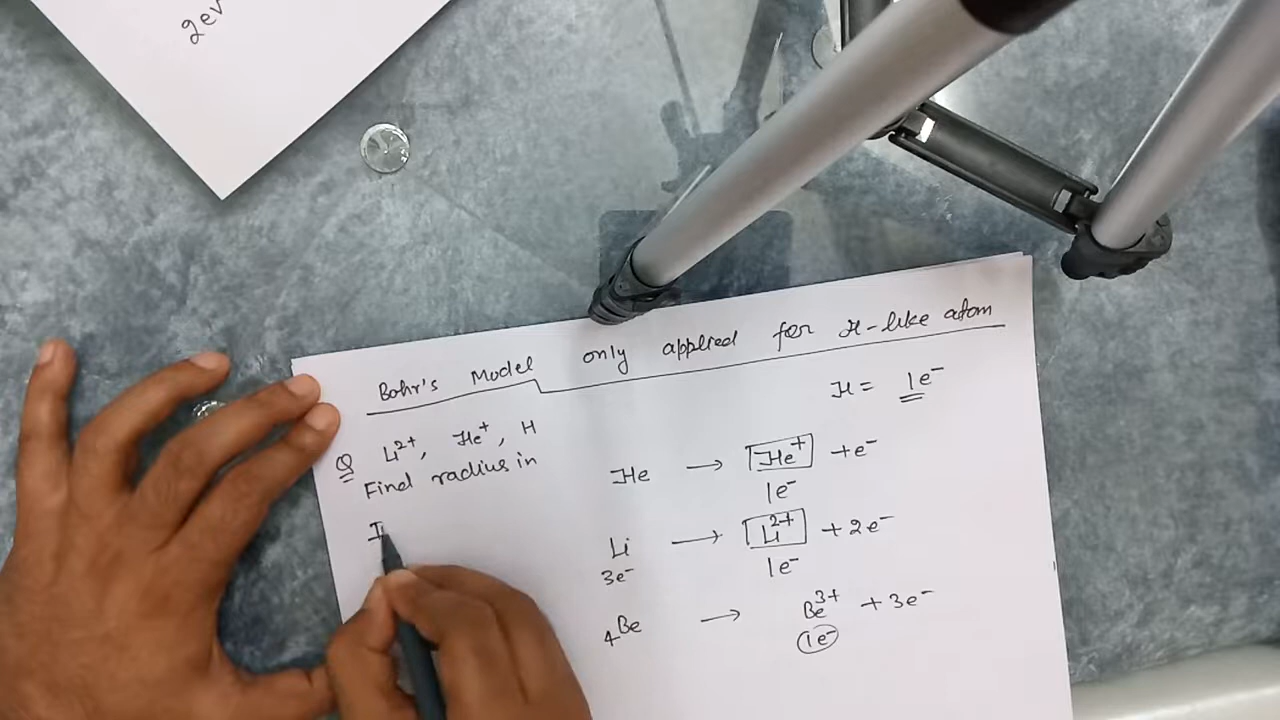 2ev
Bohr's Model only applied for H-like atom
H = 1e⁻
Q Li²⁺, He⁺, H
Find radius in
I
He → He⁺ + e⁻
1e⁻
Li → Li²⁺ + 2e⁻
3e⁻ 1e⁻
₄Be → Be³⁺ + 3e⁻
1e⁻